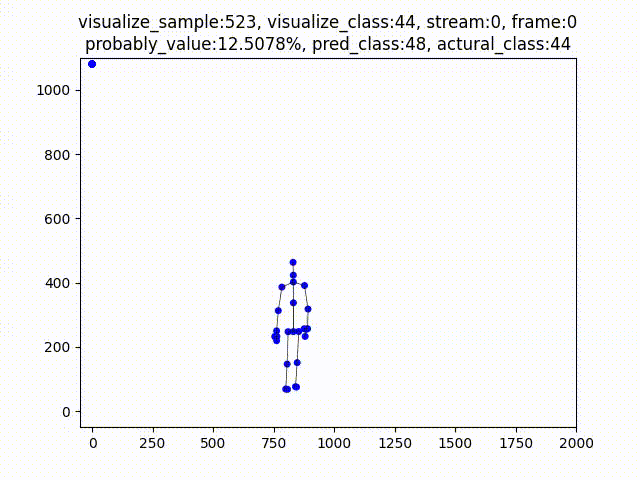 visualize_sample:523, visualize_class:44, stream:0, frame:0
probably_value:12.5078%, pred_class:48, actural_class:44
1000
800
600
400
200
0
0 250 500 750 1000 1250 1500 1750 2000